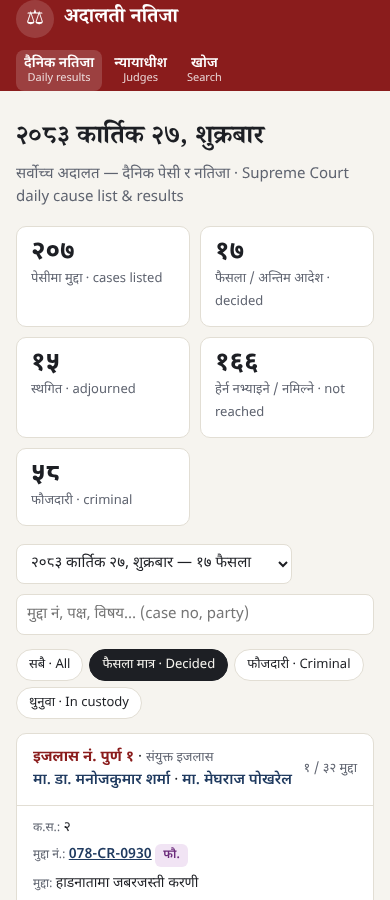 अदालती नतिजा
दैनिक नतिजा
Daily results
न्यायाधीश
Judges
खोज
Search
२०८३ कार्तिक २७, शुक्रबार
सर्वोच्च अदालत — दैनिक पेसी र नतिजा · Supreme Court
daily cause list & results
२०७
पेसीमा मुद्दा · cases listed
१७
फैसला / अन्तिम आदेश ·
decided
१५
स्थगित · adjourned
१६६
हेर्न नभ्याइने / नमिल्ने · not
reached
५८
फौजदारी · criminal
२०८३ कार्तिक २७, शुक्रबार — १७ फैसला
मुद्दा नं, पक्ष, विषय... (case no, party)
सबै · All
फैसला मात्र · Decided
फौजदारी · Criminal
थुनुवा · In custody
इजलास नं. पुर्ण १ · संयुक्त इजलास
मा. डा. मनोजकुमार शर्मा · मा. मेघराज पोखरेल
१ / ३२ मुद्दा
क.स.: २
मुद्दा नं.: 078-CR-0930 फौ.
मुद्दा: हाडनातामा जबरजस्ती करणी